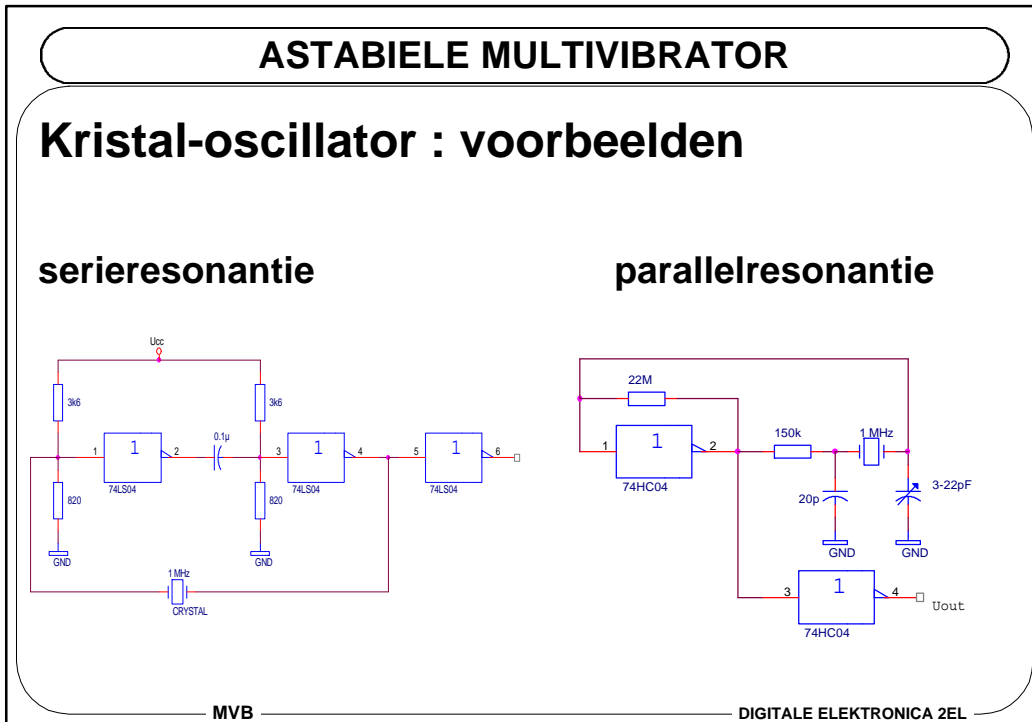 ASTABIELE MULTIVIBRATOR
Kristal-oscillator : voorbeelden
serieresonantie
parallelresonantie
Ucc
3k6
3k6
0.1µ
1
1
2
3
1
4
5
1
6
74LS04
74LS04
74LS04
820
820
GND
GND
1 MHz
CRYSTAL
22M
1
1
2
74HC04
150k
1 MHz
20p
3-22pF
GND
GND
3
1
4
Uout
74HC04
MVB
DIGITALE ELEKTRONICA 2EL